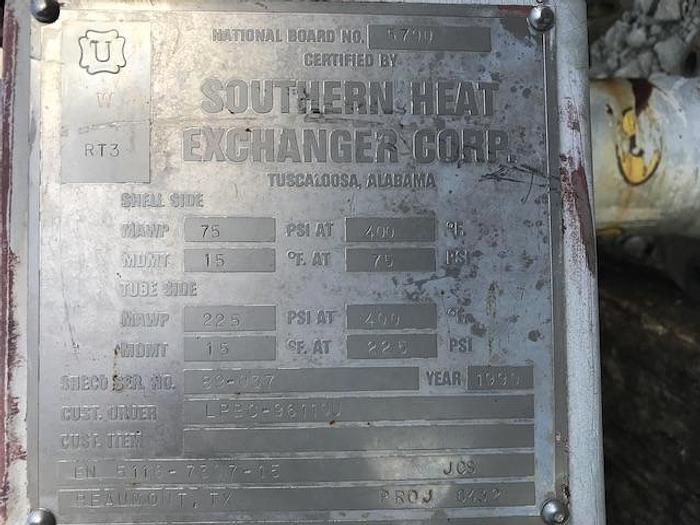 U
W
RT3
NATIONAL BOARD NO. 5790
CERTIFIED BY
SOUTHERN HEAT
EXCHANGER CORP.
TUSCALOOSA, ALABAMA
SHELL SIDE
MAWP 75 PSI AT 400 °F.
MDMT 15 °F. AT 75 PSI
TUBE SIDE
MAWP 225 PSI AT 400 °F.
MDMT 15 °F. AT 225 PSI
SHECO SER. NO. YEAR
CUST. ORDER
CUST. ITEM
EN JCS
BEAUMONT, TX PROJ